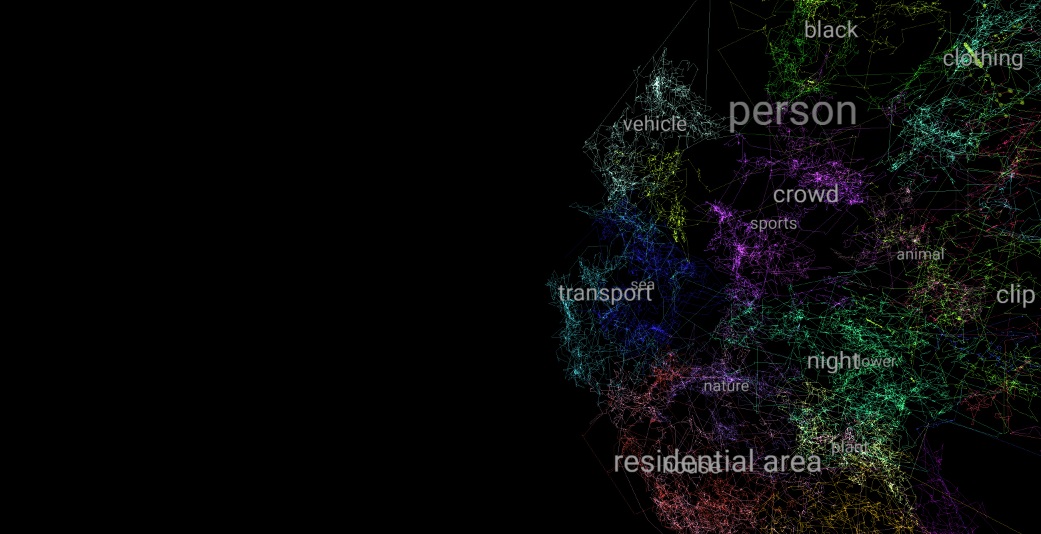 black
clothing
person
vehicle
crowd
sports
animal
sea
transport
clip
night
flower
nature
plant
residential area
house